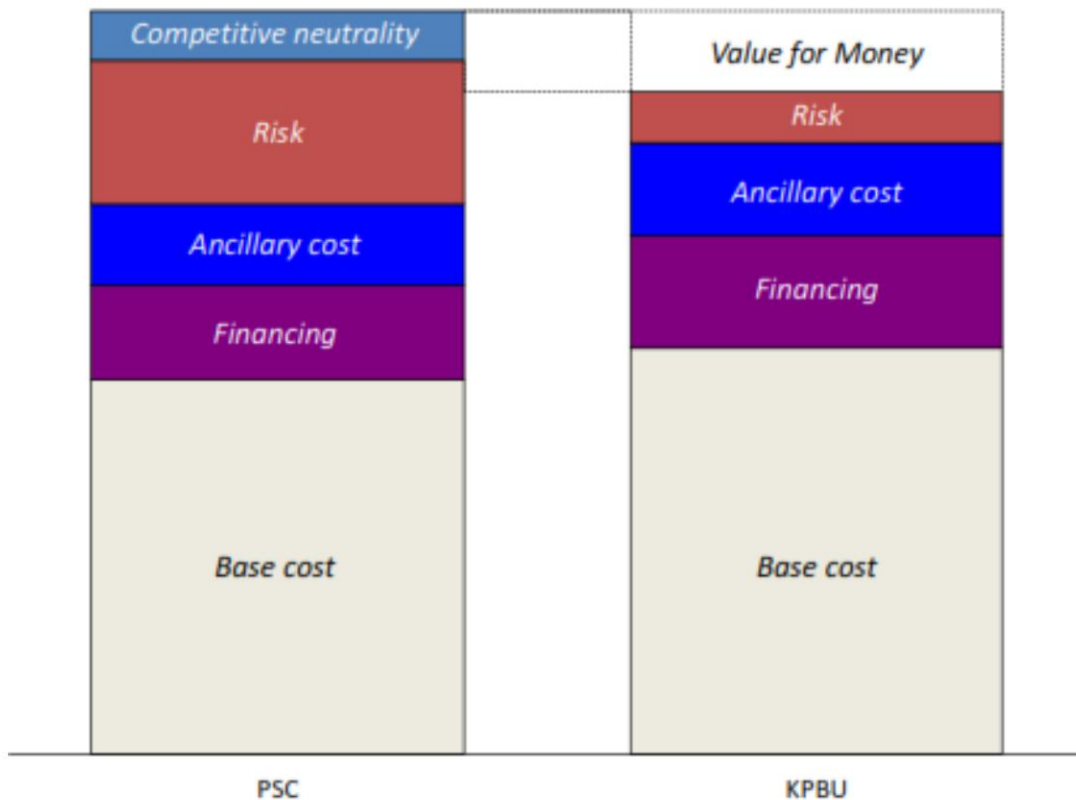 Competitive neutrality
Risk
Ancillary cost
Financing
Base cost
PSC
Value for Money
Risk
Ancillary cost
Financing
Base cost
KPBU